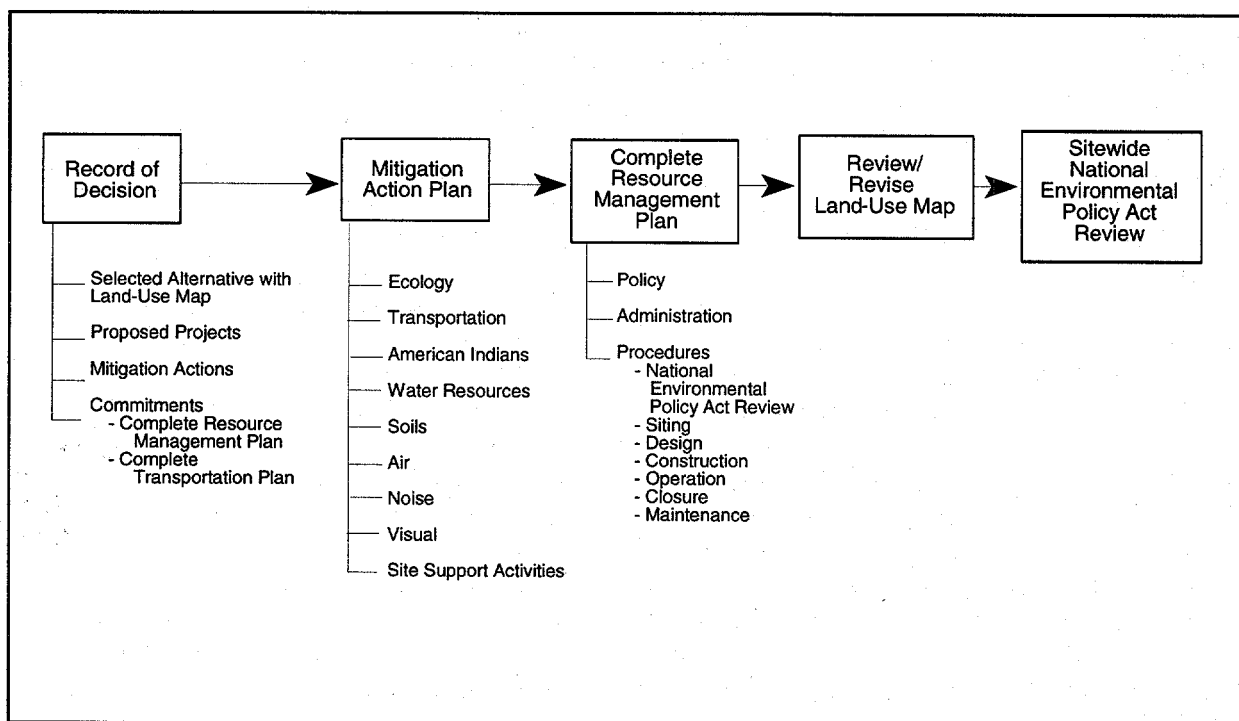 Record of
Decision
Selected Alternative with
Land-Use Map
Proposed Projects
Mitigation Actions
Commitments
- Complete Resource
Management Plan
- Complete
Transportation Plan
Mitigation
Action Plan
Ecology
Transportation
American Indians
Water Resources
Soils
Air
Noise
Visual
Site Support Activities
Complete
Resource
Management
Plan
Policy
Administration
Procedures
- National
Environmental
Policy Act Review
- Siting
- Design
- Construction
- Operation
- Closure
- Maintenance
Review/
Revise
Land-Use Map
Sitewide
National
Environmental
Policy Act
Review